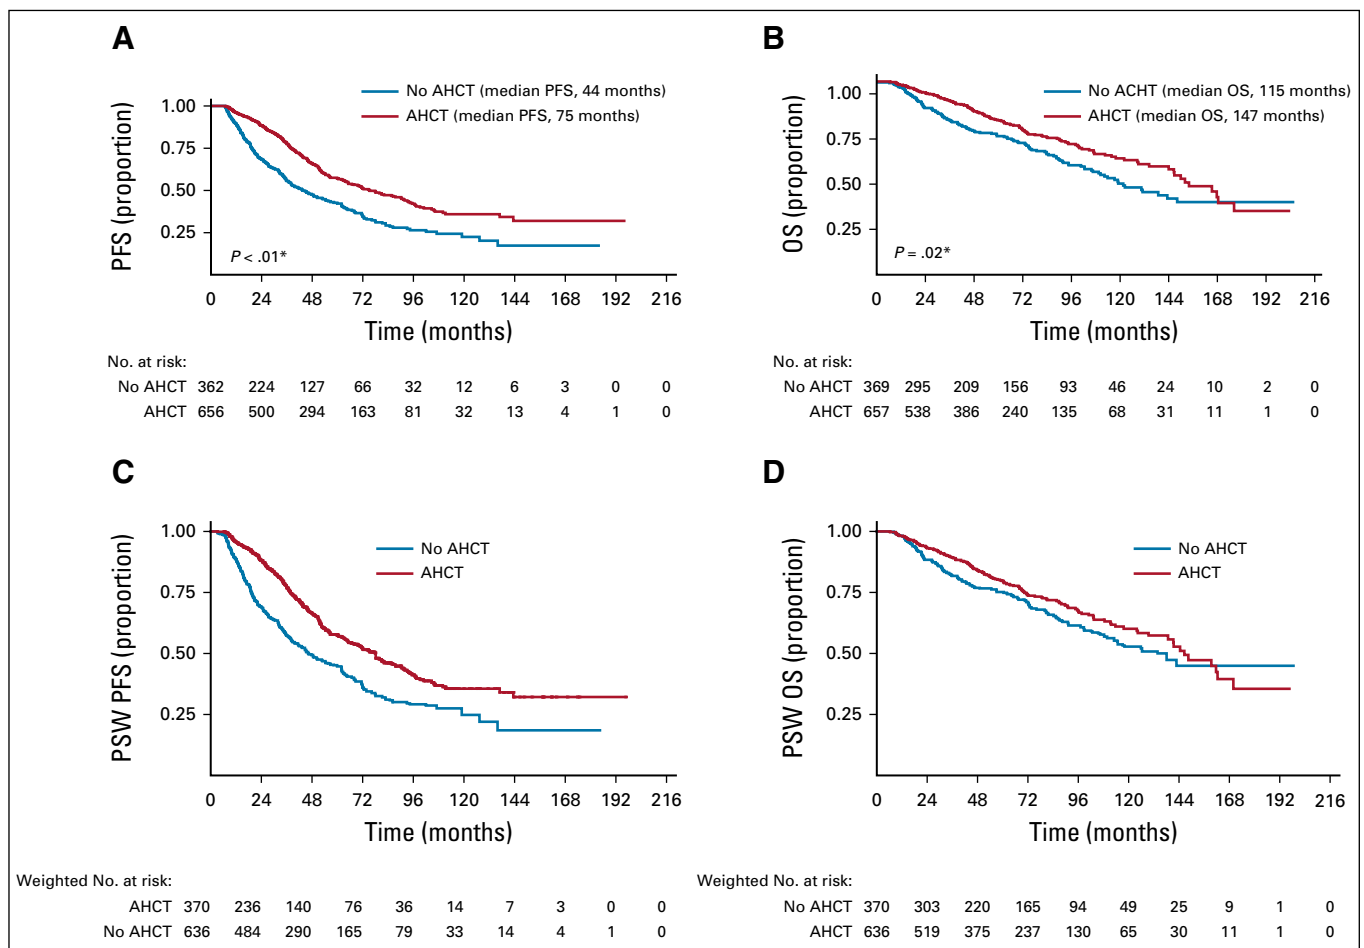 A
No AHCT (median PFS, 44 months)
AHCT (median PFS, 75 months)
PFS (proportion)
1.00
0.75
0.50
0.25
P < .01*
0 24 48 72 96 120 144 168 192 216
Time (months)
No. at risk:
No AHCT 362 224 127 66 32 12 6 3 0 0
AHCT 656 500 294 163 81 32 13 4 1 0
B
No ACHT (median OS, 115 months)
AHCT (median OS, 147 months)
OS (proportion)
1.00
0.75
0.50
0.25
P = .02*
0 24 48 72 96 120 144 168 192 216
Time (months)
No. at risk:
No AHCT 369 295 209 156 93 46 24 10 2 0
AHCT 657 538 386 240 135 68 31 11 1 0
C
No AHCT
AHCT
PSW PFS (proportion)
1.00
0.75
0.50
0.25
0 24 48 72 96 120 144 168 192 216
Time (months)
Weighted No. at risk:
AHCT 370 236 140 76 36 14 7 3 0 0
No AHCT 636 484 290 165 79 33 14 4 1 0
D
No AHCT
AHCT
PSW OS (proportion)
1.00
0.75
0.50
0.25
0 24 48 72 96 120 144 168 192 216
Time (months)
Weighted No. at risk:
No AHCT 370 303 220 165 94 49 25 9 1 0
AHCT 636 519 375 237 130 65 30 11 1 0